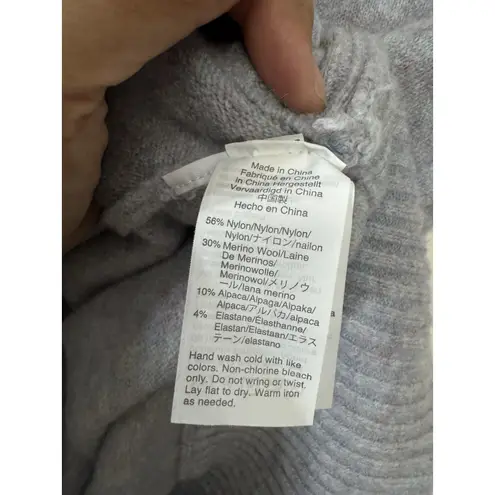 Made in China
Fabriqué en Chine
in China Hergestellt
Vervaardigd in China
中国製
Hecho en China
56% Nylon/Nylon/Nylon/
Nylon/ナイロン/nailon
30% Merino Wool/Laine
De Merinos/
Merinowolle/
Merinowol/メリノウ
ール/lana merino
10% Alpaca/Alpaga/Alpaka/
Alpaca/アルパカ/alpaca
4% Elastane/Élasthanne/
Elastan/Elastaan/エラス
テーン/elastano
Hand wash cold with like
colors. Non-chlorine bleach
only. Do not wring or twist.
Lay flat to dry. Warm iron
as needed.